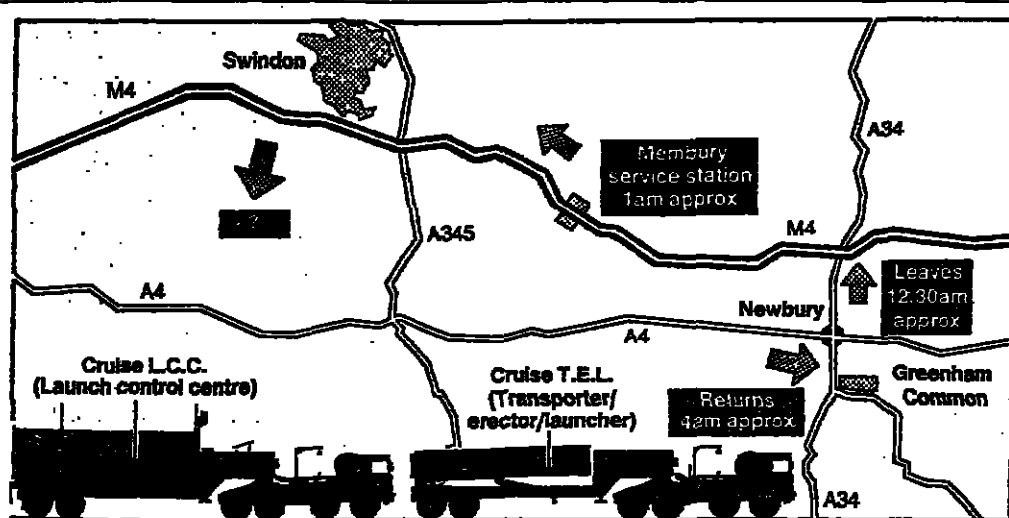 Swindon
M4
A34
Membury
service station
1am approx
?
A345
M4
Leaves
12.30am
approx
A4
Newbury
A4
Cruise L.C.C.
(Launch control centre)
Cruise T.E.L.
(Transporter/
erector/launcher)
Returns
4am approx
Greenham
Common
A34